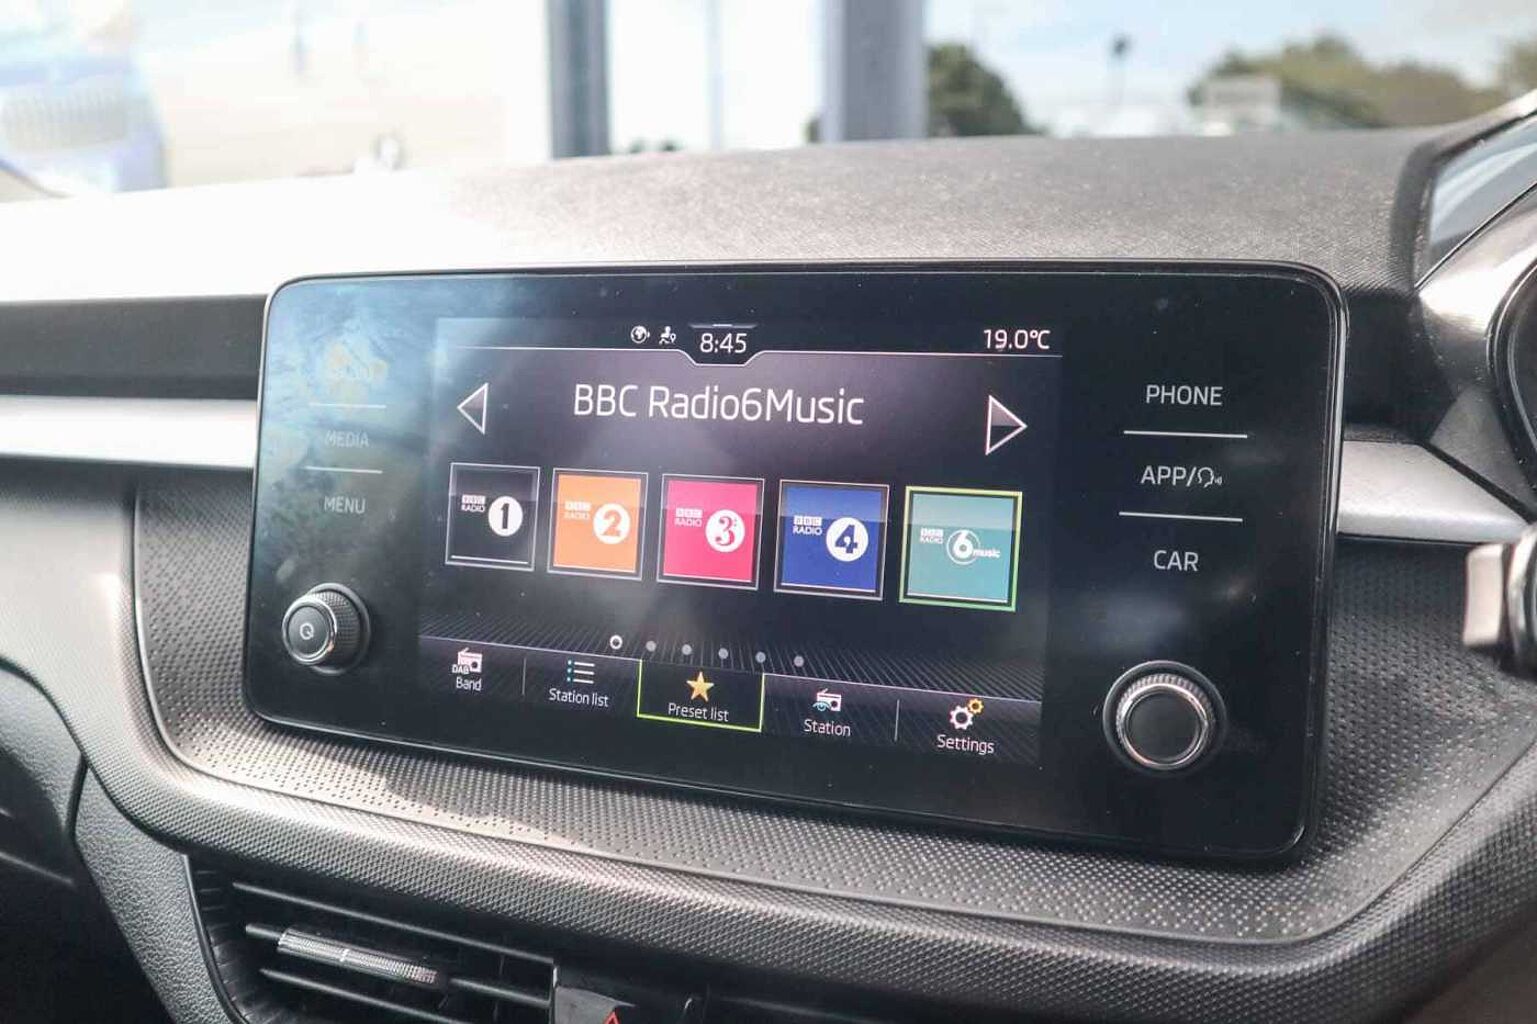 8:45
19.0°C
BBC Radio6Music
BBC RADIO 1
BBC RADIO 2
BBC RADIO 3
BBC RADIO 4
BBC RADIO 6 music
DAB
Band
Station list
Preset list
Station
Settings
MEDIA
MENU
PHONE
APP/
CAR